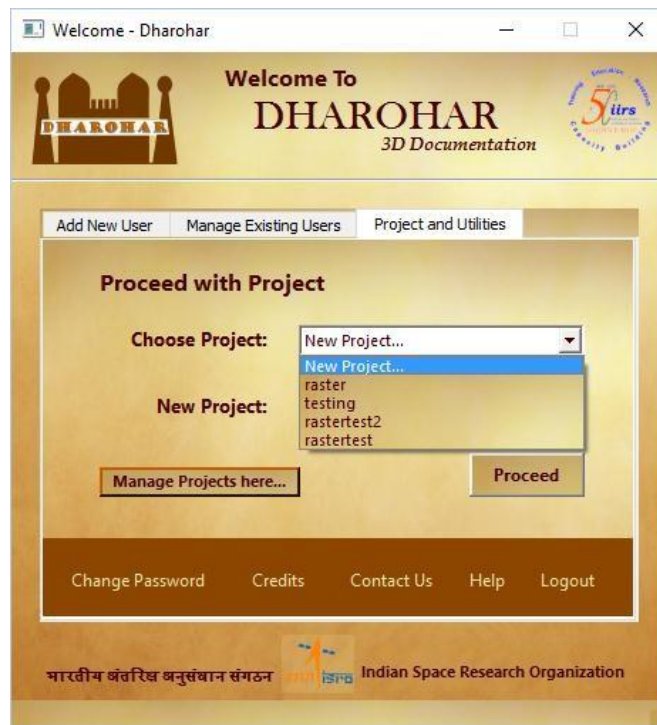 Welcome - Dharohar
DHAROHAR
Welcome To
DHAROHAR
3D Documentation
iirs
Add New User Manage Existing Users Project and Utilities
Proceed with Project
Choose Project: New Project...
New Project...
raster
testing
New Project:
rastertest2
rastertest
Manage Projects here... Proceed
Change Password Credits Contact Us Help Logout
भारतीय अंतरिक्ष अनुसंधान संगठन इसरो isro Indian Space Research Organization